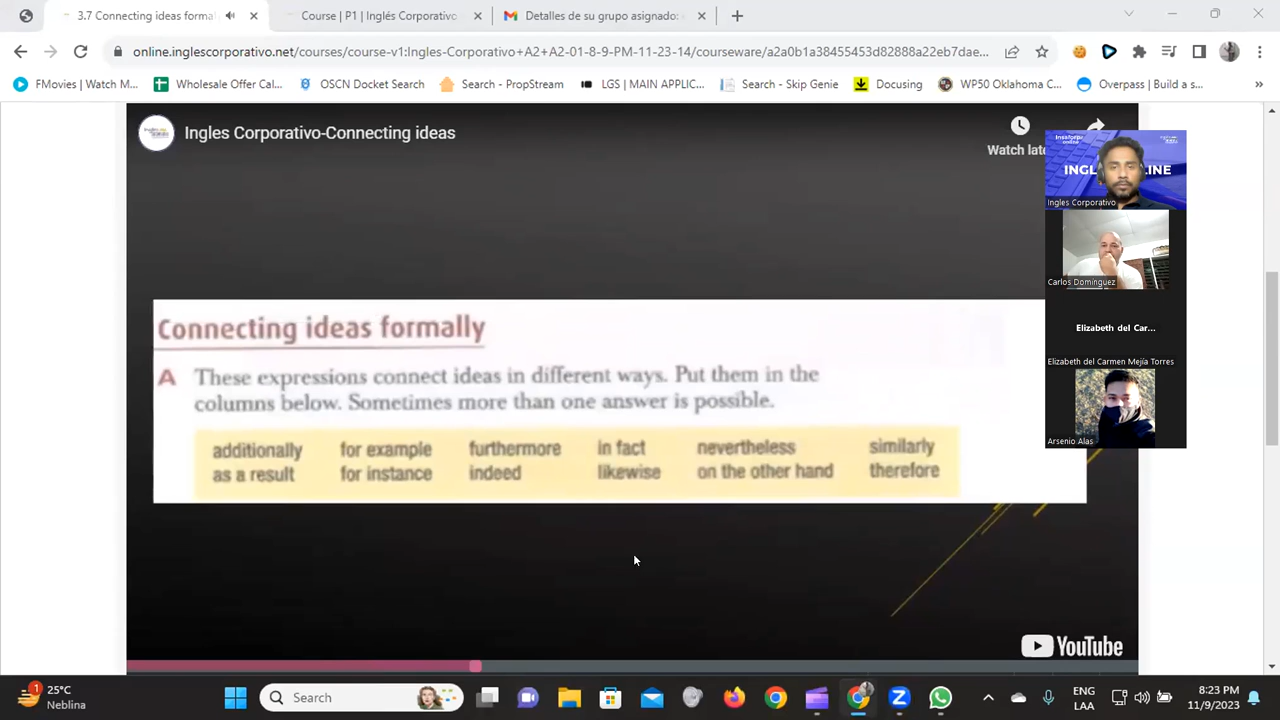 3.7 Connecting ideas formal
Course | P1 | Inglés Corporativo
Detalles de su grupo asignado:
online.inglescorporativo.net/courses/course-v1:Ingles-Corporativo+A2+A2-01-8-9-PM-11-23-14/courseware/a2a0b1a38455453d82888a22eb7dae...
FMovies | Watch M...
Wholesale Offer Cal...
OSCN Docket Search
Search - PropStream
LGS | MAIN APPLIC...
Search - Skip Genie
Docusing
WP50 Oklahoma C...
Overpass | Build a s...
Ingles Corporativo-Connecting ideas
Watch late
INGL LINE
Ingles Corporativo
Carlos Dominguez
Elizabeth del Car...
Elizabeth del Carmen Mejía Torres
Arsenio Alas
Connecting ideas formally
A These expressions con ideas in different ways. Put them in the
columns below. Sometimes more than one answer is possible.
additionally for example furthermore in fact nevertheless similarly
as a result for instance indeed likewise on the other hand therefore
YouTube
1 25°C
Neblina
Search
ENG
LAA
8:23 PM
11/9/2023